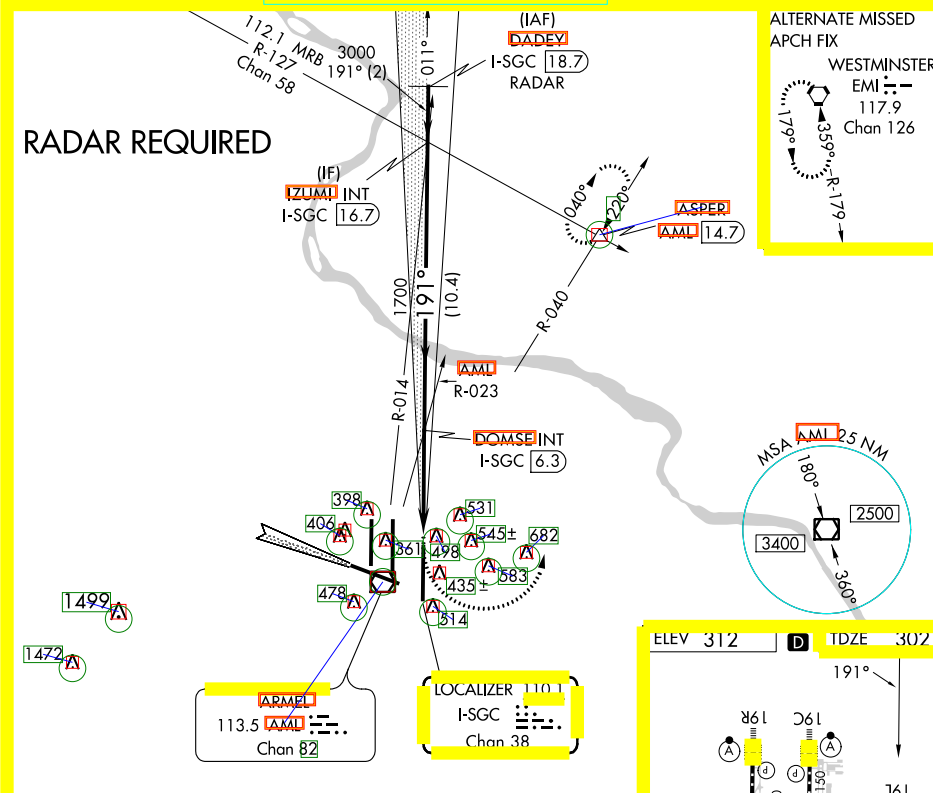 (IAF)
DADEY
I-SGC 18.7
RADAR
011°
112.1 MRB
R-127
Chan 58
3000
191° (2)
ALTERNATE MISSED
APCH FIX
WESTMINSTER
EMI
117.9
Chan 126
179°
359°
R-179
RADAR REQUIRED
(IF)
IZUMI INT
I-SGC 16.7
040°
220°
ASPER
AML 14.7
1700
191°
(10.4)
R-040
R-014
AML
R-023
DOMSE INT
I-SGC 6.3
MSA AML 25 NM
180°
2500
3400
360°
398
406
361
531
498
545±
682
435 ±
583
478
514
1499
1472
ARMEL
113.5 AML
Chan 82
LOCALIZER 110.1
I-SGC
Chan 38
ELEV 312
D
TDZE 302
191°
19R
19C
A
A
P
P
150
19L